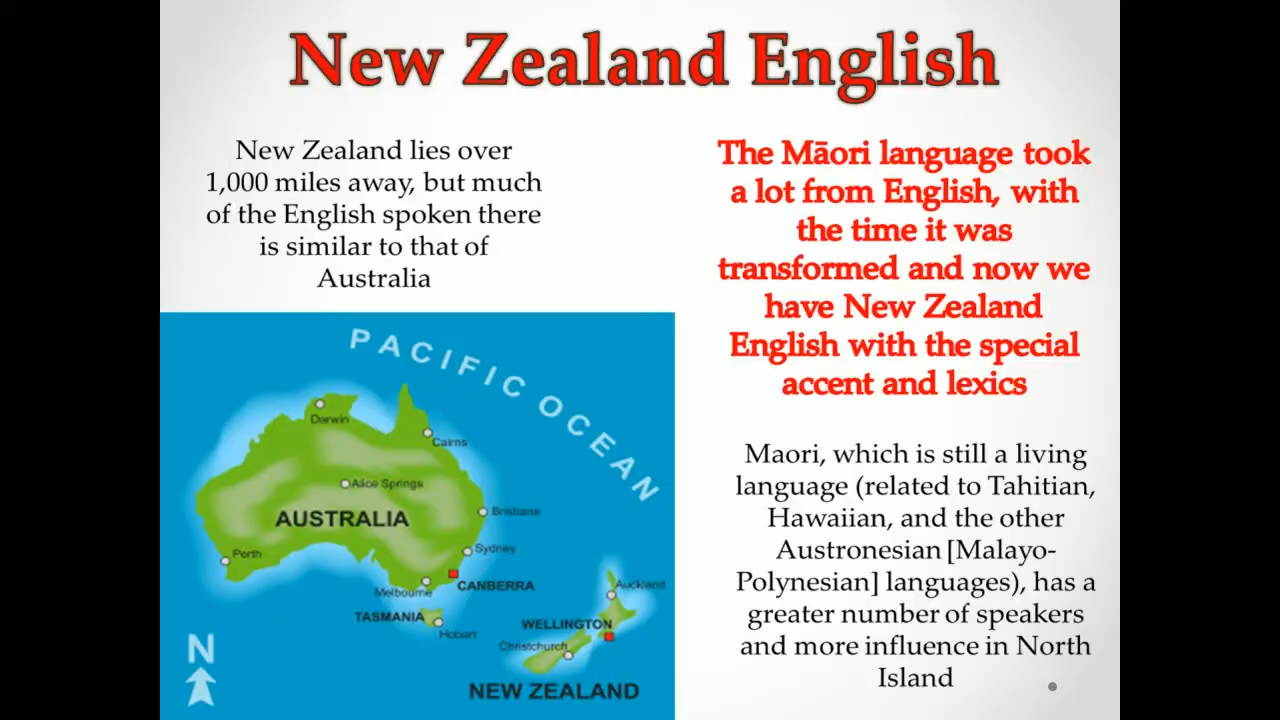 New Zealand English
New Zealand lies over
1,000 miles away, but much
of the English spoken there
is similar to that of
Australia
The Māori language took
a lot from English, with
the time it was
transformed and now we
have New Zealand
English with the special
accent and lexics
Maori, which is still a living
language (related to Tahitian,
Hawaiian, and the other
Austronesian [Malayo-
Polynesian] languages), has a
greater number of speakers
and more influence in North
Island
PACIFIC OCEAN
Darwin
Cairns
Alice Springs
AUSTRALIA
Brisbane
Perth
Sydney
CANBERRA
Melbourne
TASMANIA
Hobart
Auckland
WELLINGTON
Christchurch
NEW ZEALAND
N